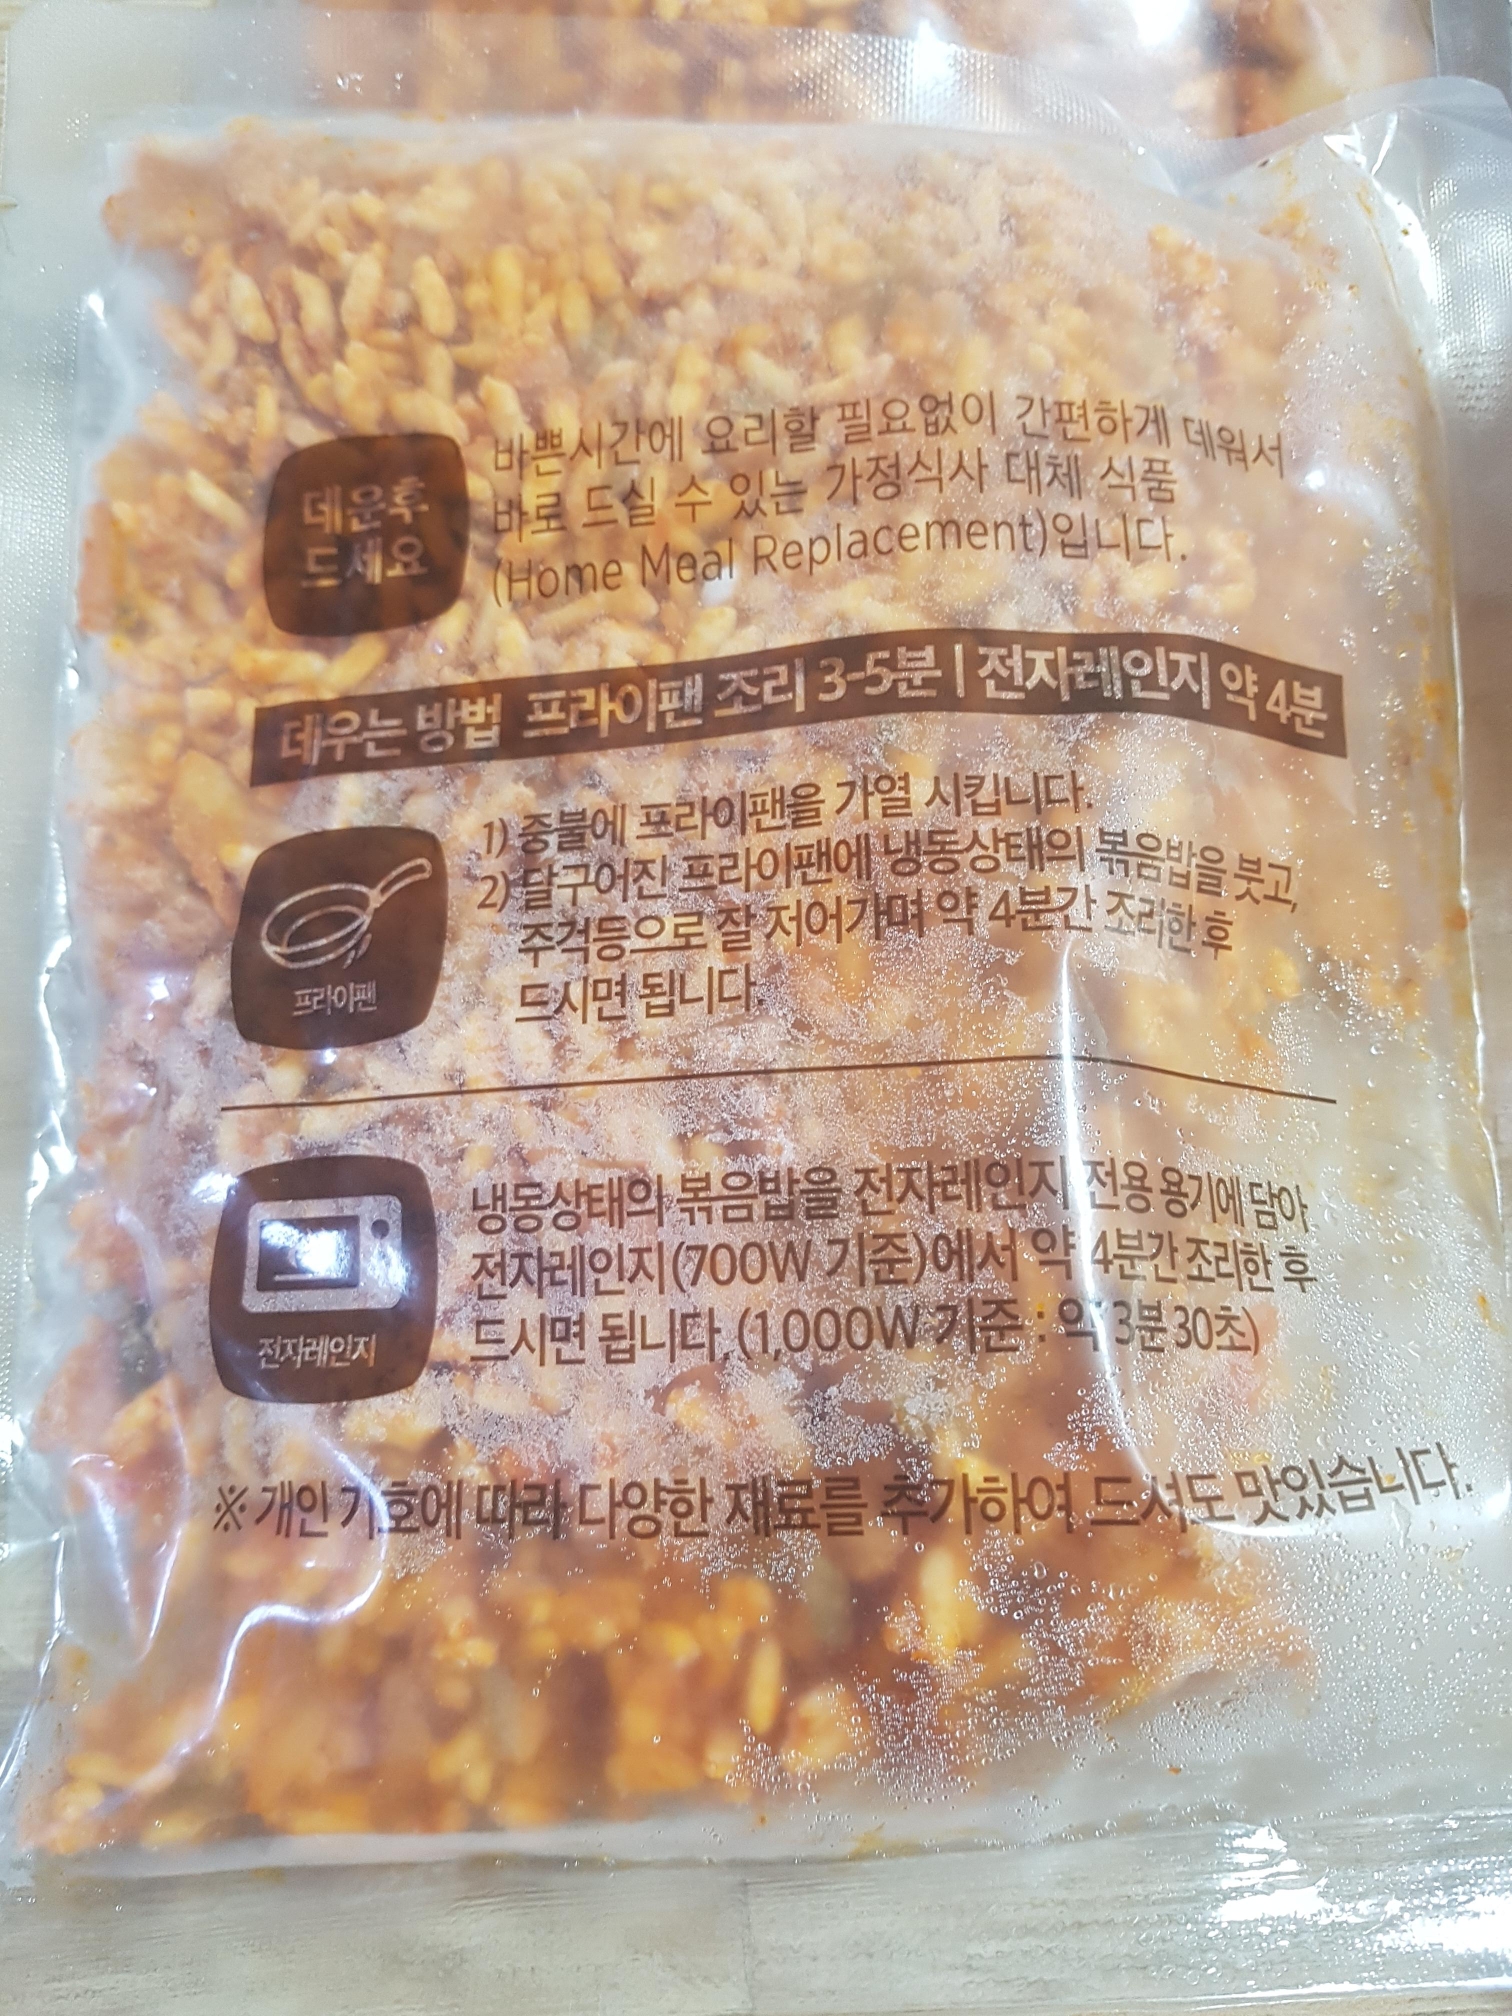 데운후
드세요
바쁜시간에 요리할 필요없이 간편하게 데워서
바로 드실 수 있는 가정식사 대체 식품
(Home Meal Replacement)입니다.
데우는 방법 프라이팬 조리 3-5분 | 전자레인지 약 4분
프라이팬
1) 중불에 프라이팬을 가열 시킵니다.
2) 달구어진 프라이팬에 냉동상태의 볶음밥을 붓고,
주걱등으로 잘 저어가며 약 4분간 조리한 후
드시면 됩니다.
전자레인지
냉동상태의 볶음밥을 전자레인지 전용 용기에 담아
전자레인지(700W 기준)에서 약 4분간 조리한 후
드시면 됩니다. (1,000W 기준 : 약 3분 30초)
※ 개인 기호에 따라 다양한 재료를 추가하여 드셔도 맛있습니다.